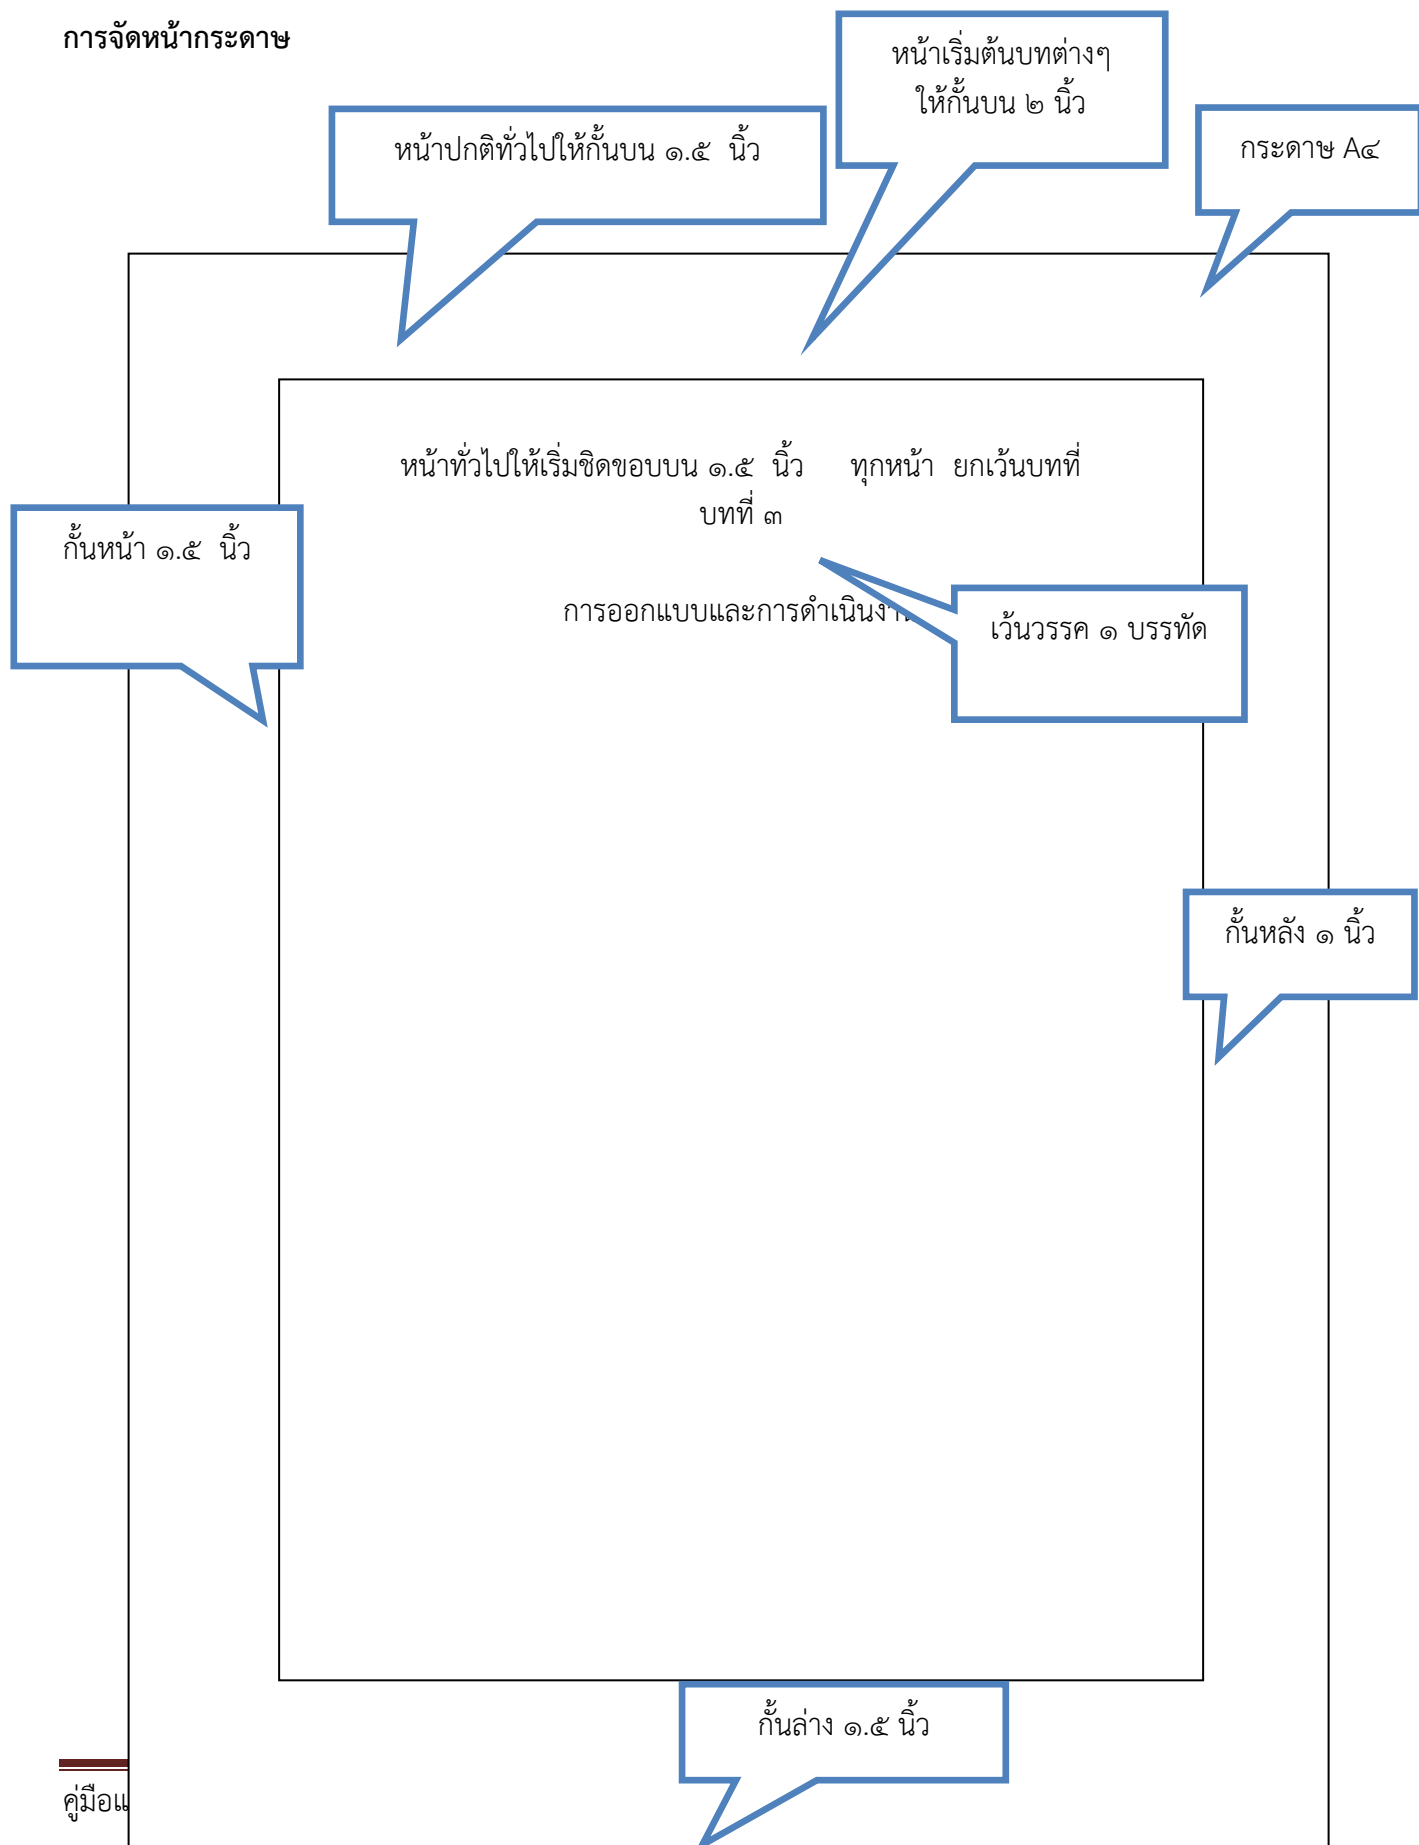 การจัดหน้ากระดาษ
หน้าเริ่มต้นบทต่างๆ
ให้กั้นบน ๒ นิ้ว
หน้าปกติทั่วไปให้กั้นบน ๑.๕ นิ้ว
กระดาษ A๔
หน้าทั่วไปให้เริ่มชิดขอบบน ๑.๕ นิ้ว ทุกหน้า ยกเว้นบทที่
บทที่ ๓
กั้นหน้า ๑.๕ นิ้ว
การออกแบบและการดำเนินงาน
เว้นวรรค ๑ บรรทัด
กั้นหลัง ๑ นิ้ว
กั้นล่าง ๑.๕ นิ้ว
คู่มือแ